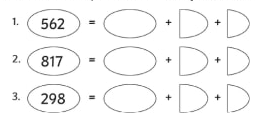 1. 562 = + +
2. 817 = + +
3. 298 = + +